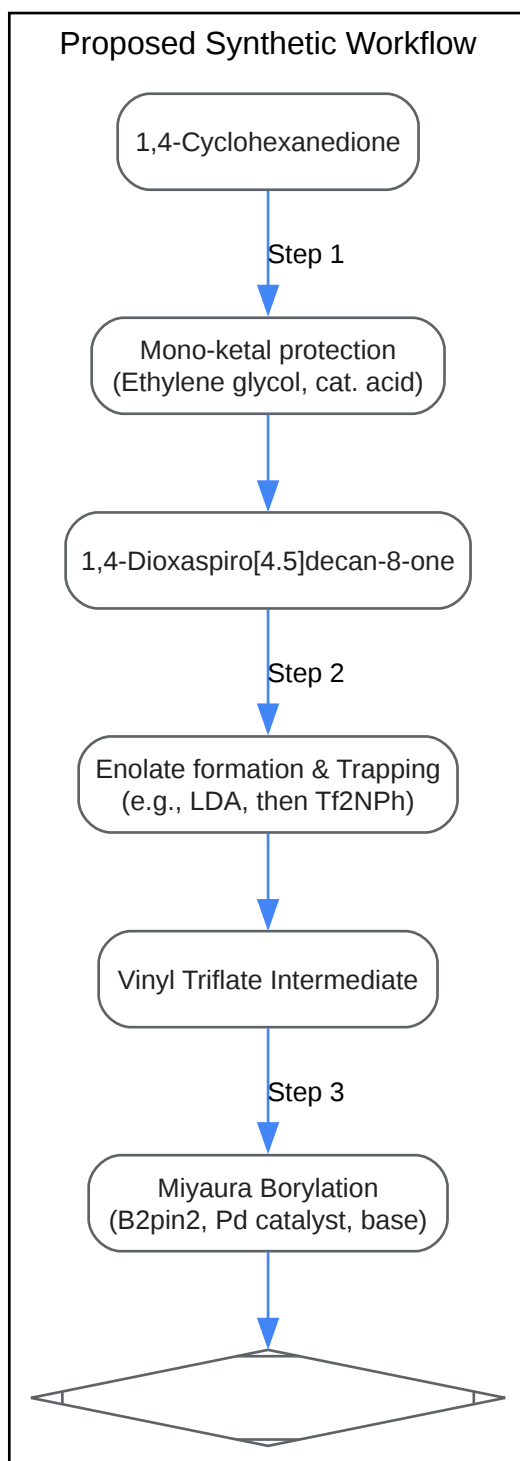 Proposed Synthetic Workflow
1,4-Cyclohexanedione
Step 1
Mono-ketal protection
(Ethylene glycol, cat. acid)
1,4-Dioxaspiro[4.5]decan-8-one
Step 2
Enolate formation & Trapping
(e.g., LDA, then Tf2NPh)
Vinyl Triflate Intermediate
Step 3
Miyaura Borylation
(B2pin2, Pd catalyst, base)